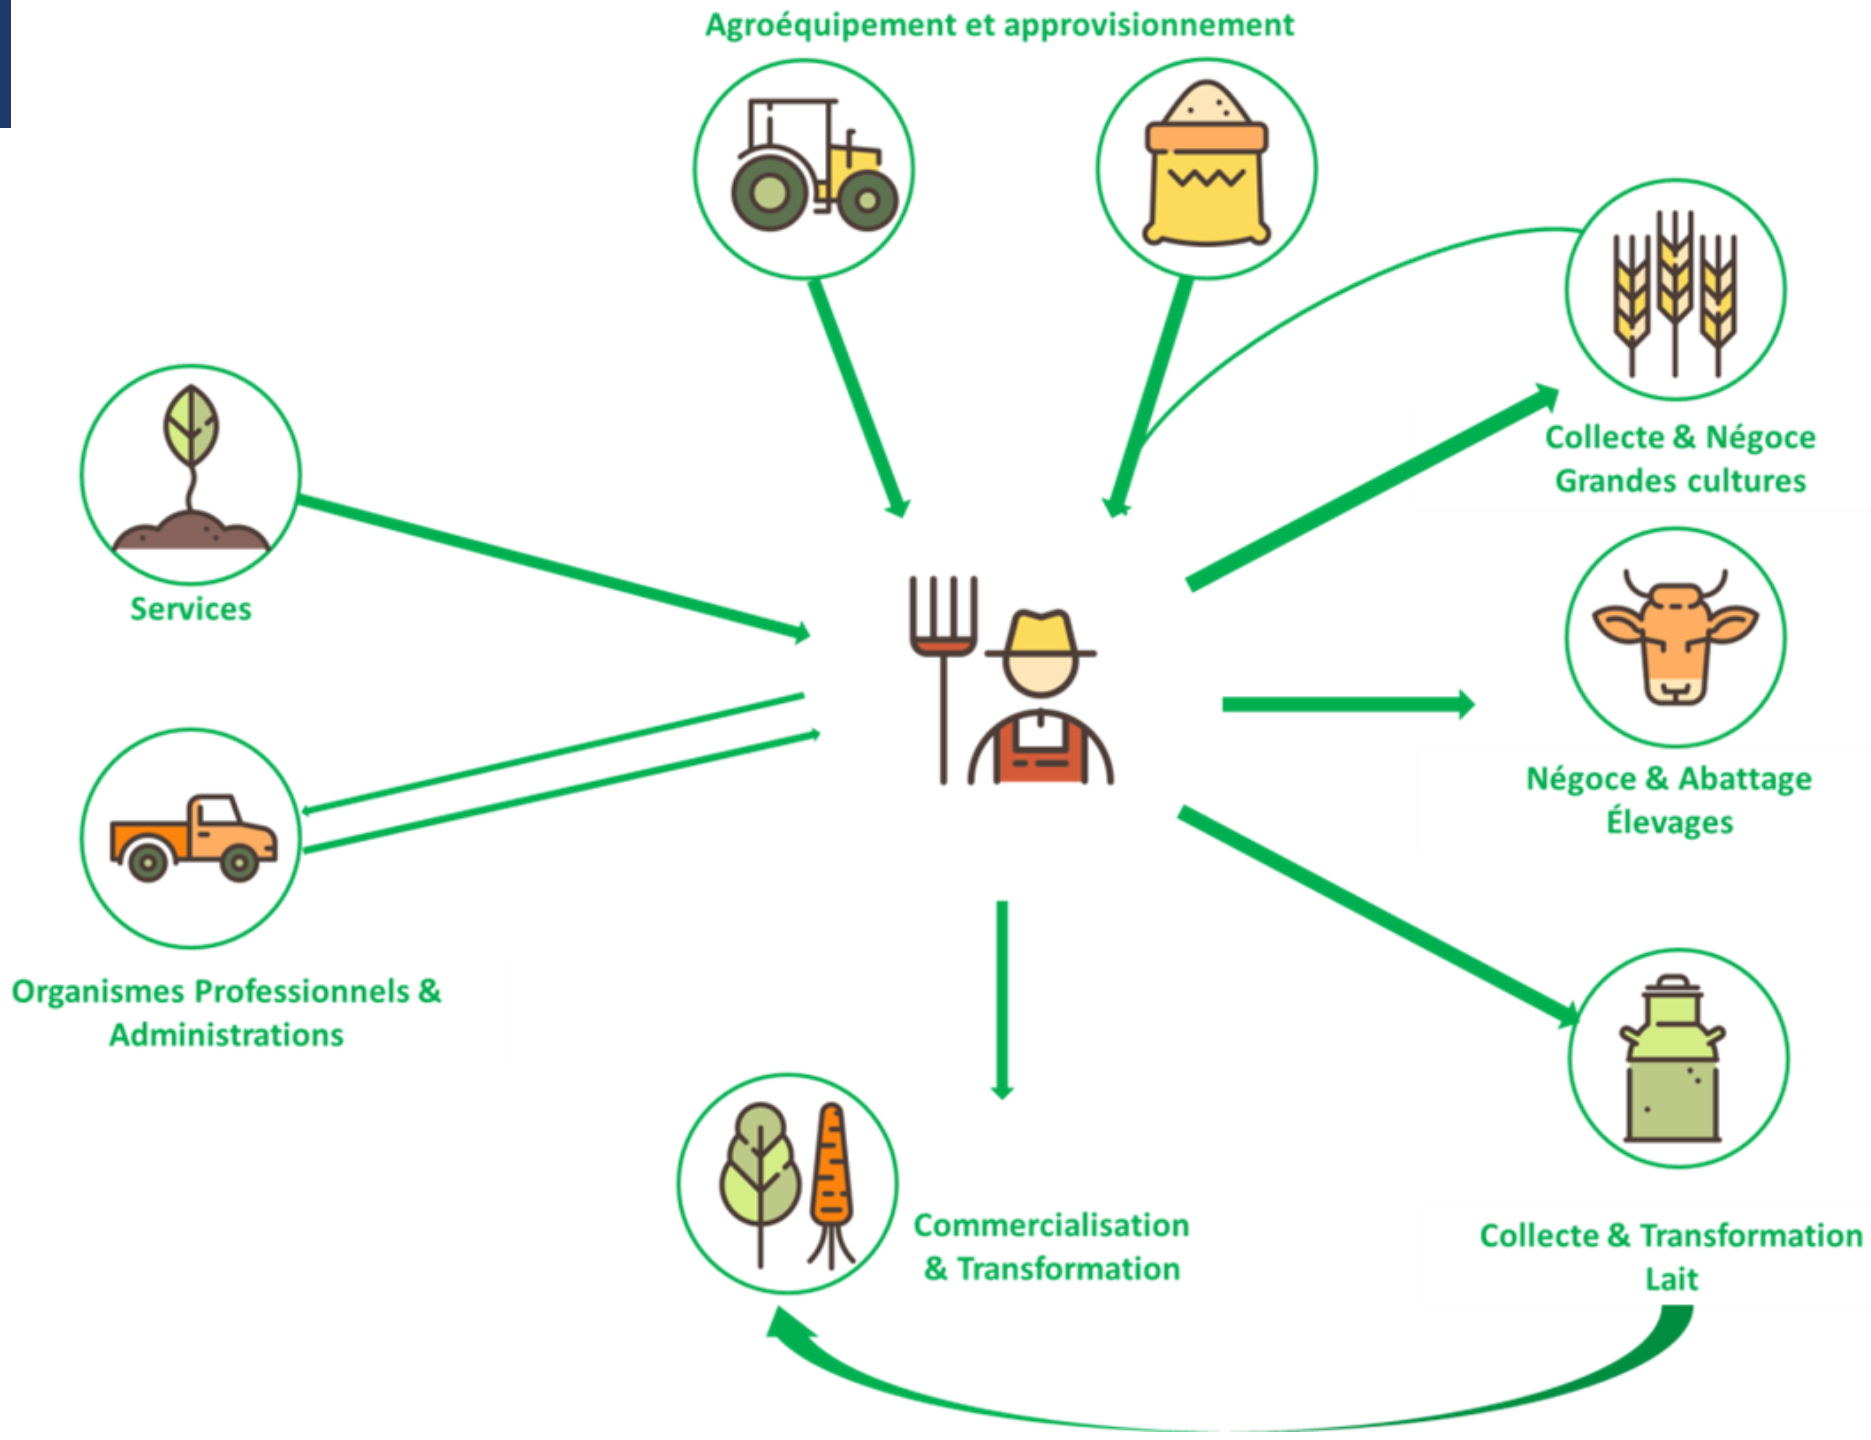 Agroéquipement et approvisionnement
Collecte & Négoce
Grandes cultures
Services
Négoce & Abattage
Élevages
Organismes Professionnels &
Administrations
Commercialisation
& Transformation
Collecte & Transformation
Lait